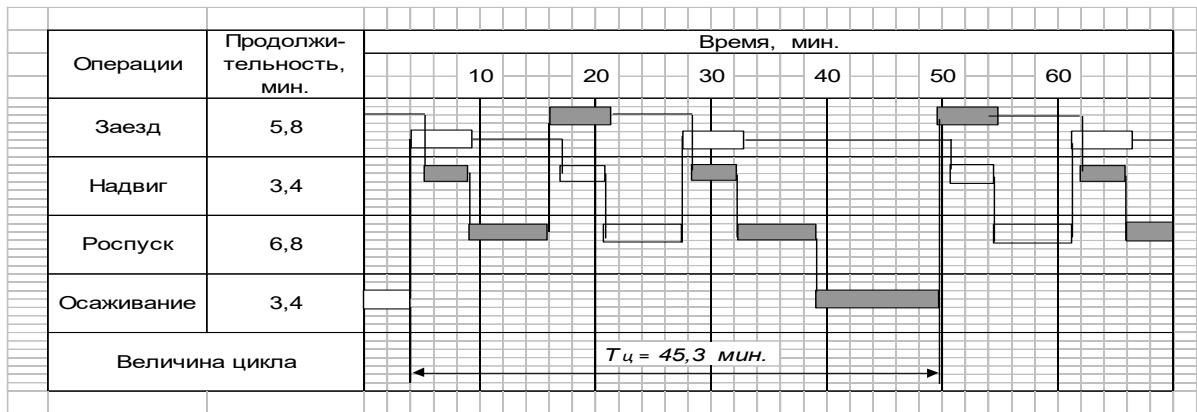 Операции
Продолжи-
тельность,
мин.
Время, мин.
10 20 30 40 50 60
Заезд 5,8
Надвиг 3,4
Роспуск 6,8
Осаживание 3,4
Величина цикла
Tц = 45,3 мин.